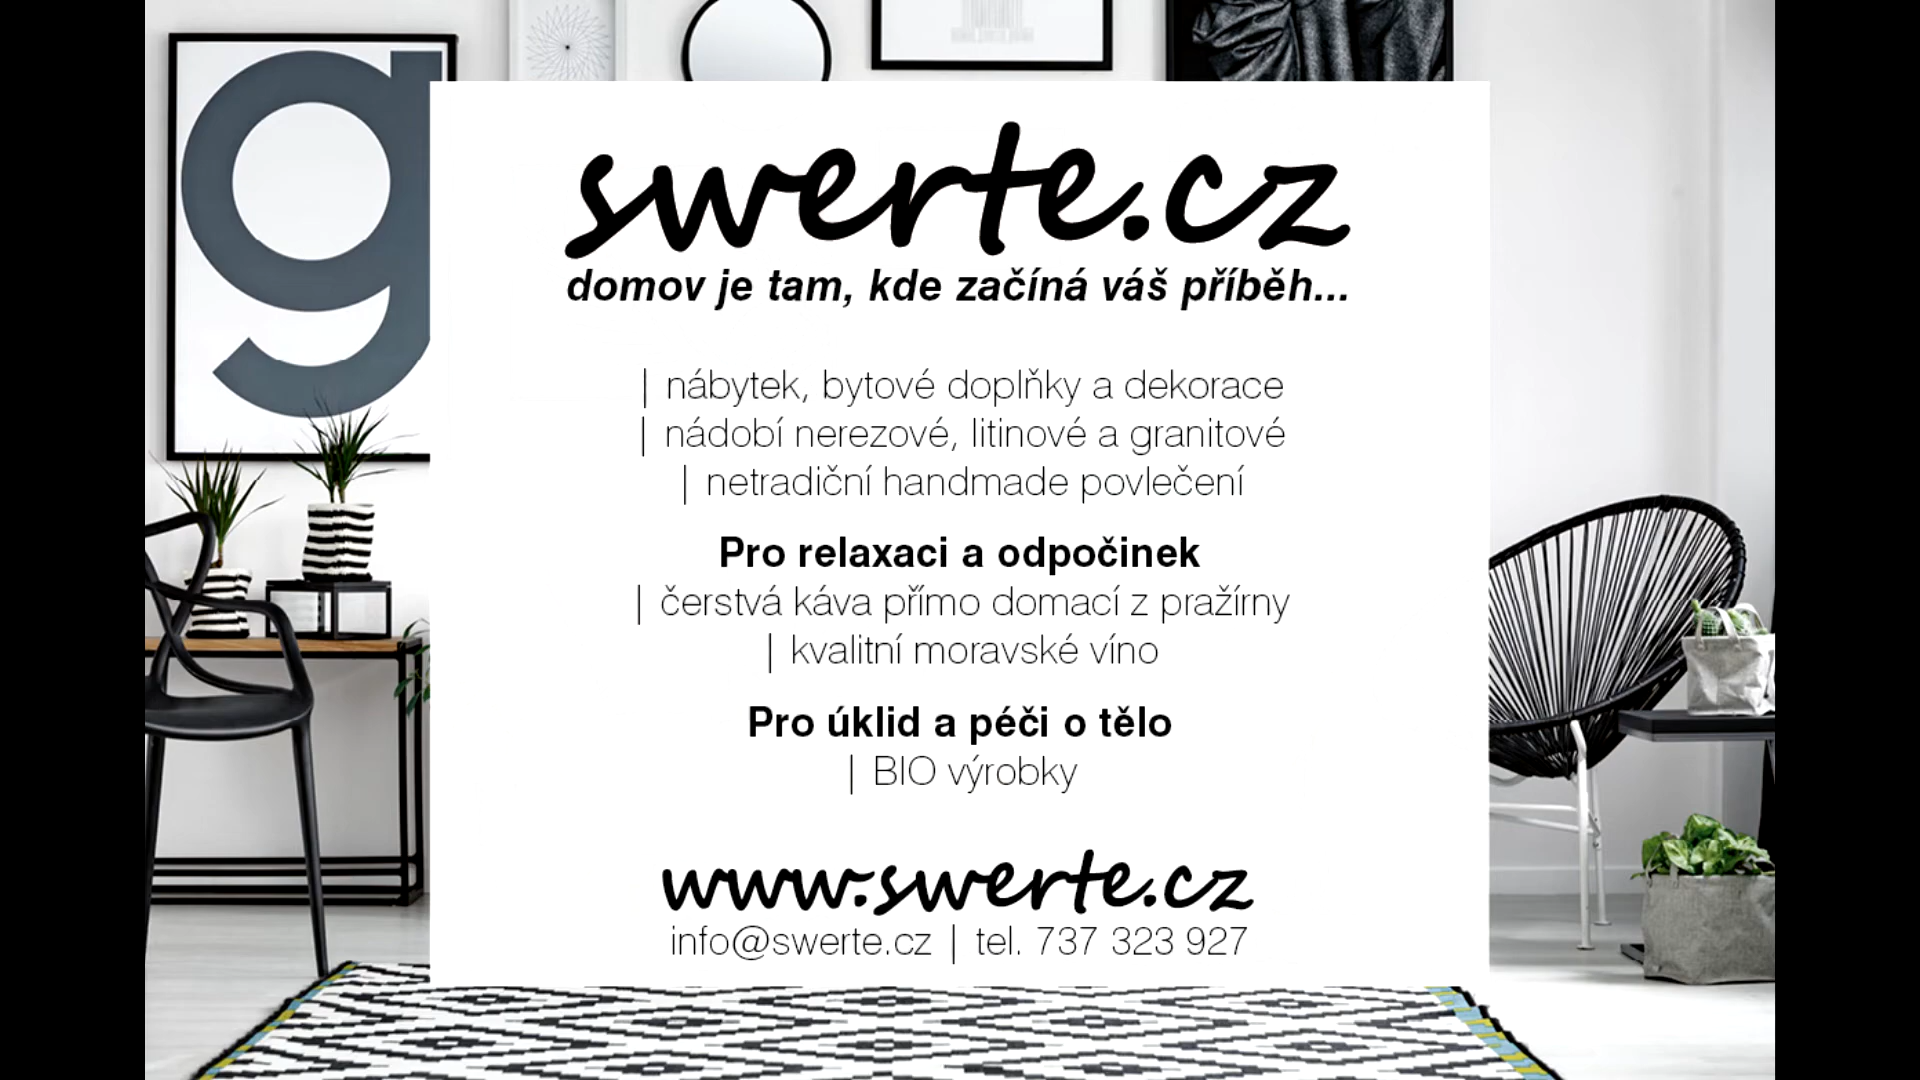 g
swerte.cz
domov je tam, kde začíná váš příběh...
| nábytek, bytové doplňky a dekorace
| nádobí nerezové, litinové a granitové
| netradiční handmade povlečení
Pro relaxaci a odpočinek
| čerstvá káva přímo domací z pražírny
| kvalitní moravské víno
Pro úklid a péči o tělo
| BIO výrobky
www.swerte.cz
info@swerte.cz | tel. 737 323 927